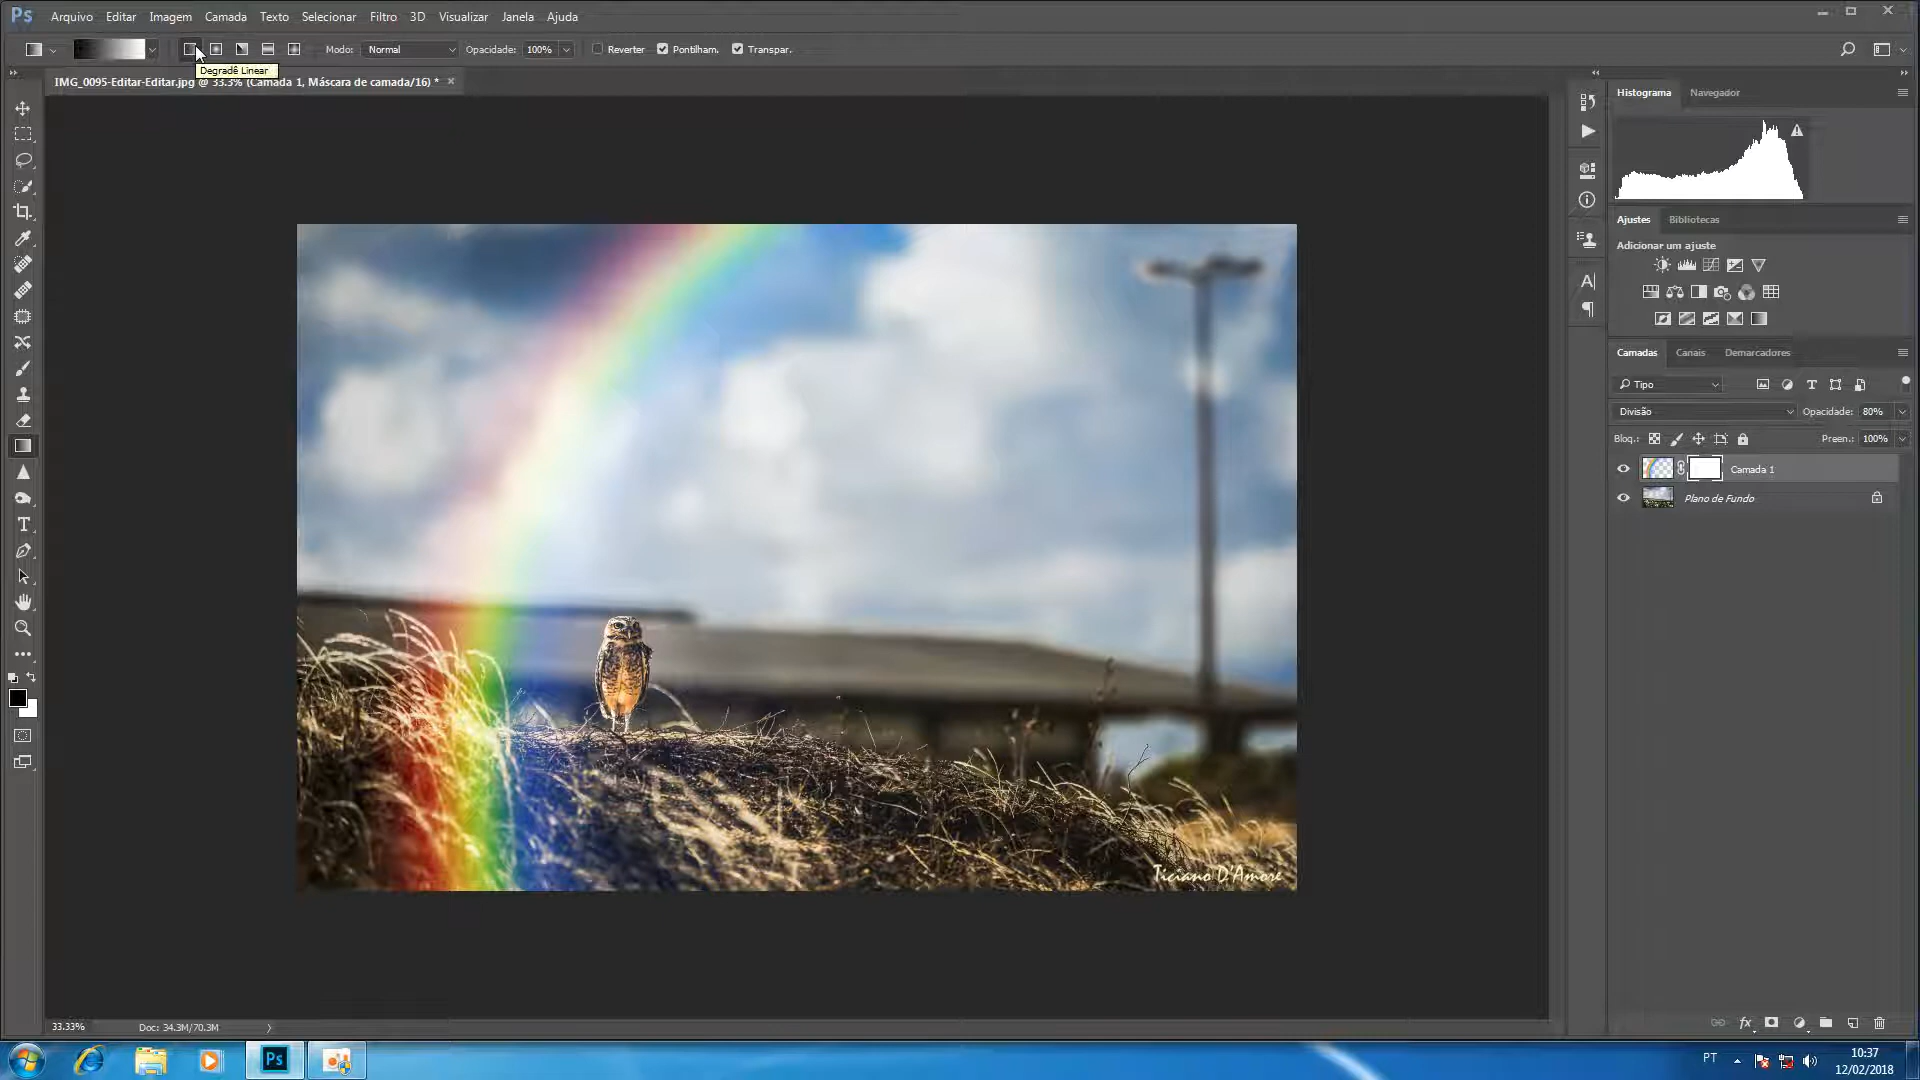 Ps Arquivo Editar Imagem Camada Texto Selecionar Filtro 3D Visualizar Janela Ajuda
Modo: Normal Opacidade: 100% Reverter Pontilham. Transpar.
Degradê Linear
IMG_0095-Editar-Editar.jpg @ 33.3% (Camada 1, Máscara de camada/16) *
Histograma Navegador
Ajustes Bibliotecas
Adicionar um ajuste
Camadas Canais Demarcadores
Tipo
Divisão Opacidade: 80%
Bloq.: Preen.: 100%
Camada 1
Plano de Fundo
fx
Ticiano D'Amore
33.33% Doc: 34.3M/70.3M
Ps
PT
10:37
12/02/2018